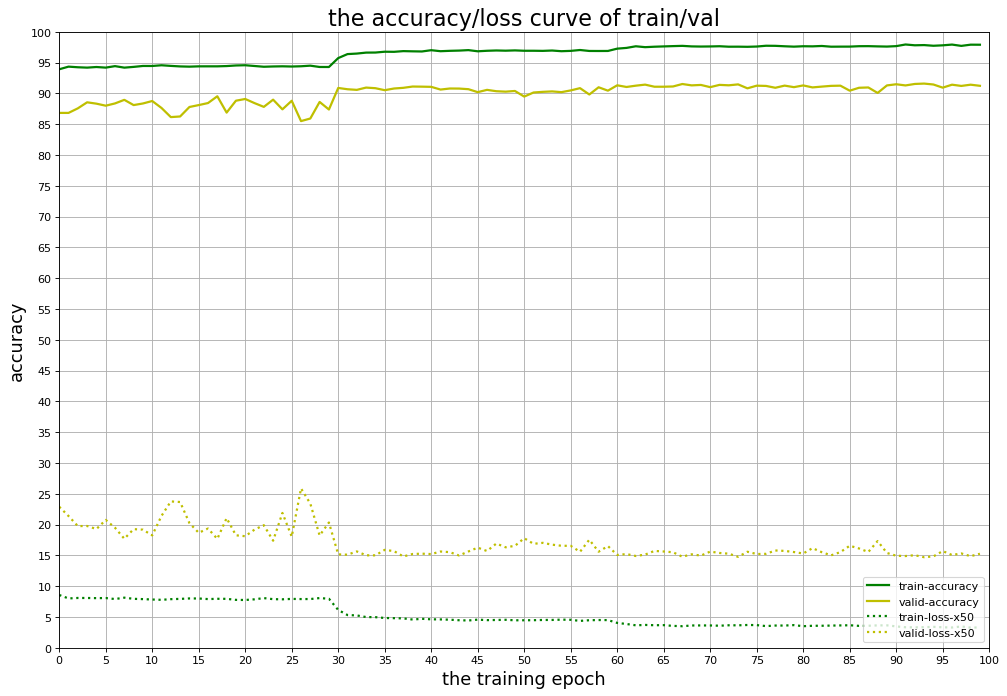 the accuracy/loss curve of train/val
accuracy
100
95
90
85
80
75
70
65
60
55
50
45
40
35
30
25
20
15
10
5
0
train-accuracy
valid-accuracy
train-loss-x50
valid-loss-x50
0 5 10 15 20 25 30 35 40 45 50 55 60 65 70 75 80 85 90 95 100
the training epoch